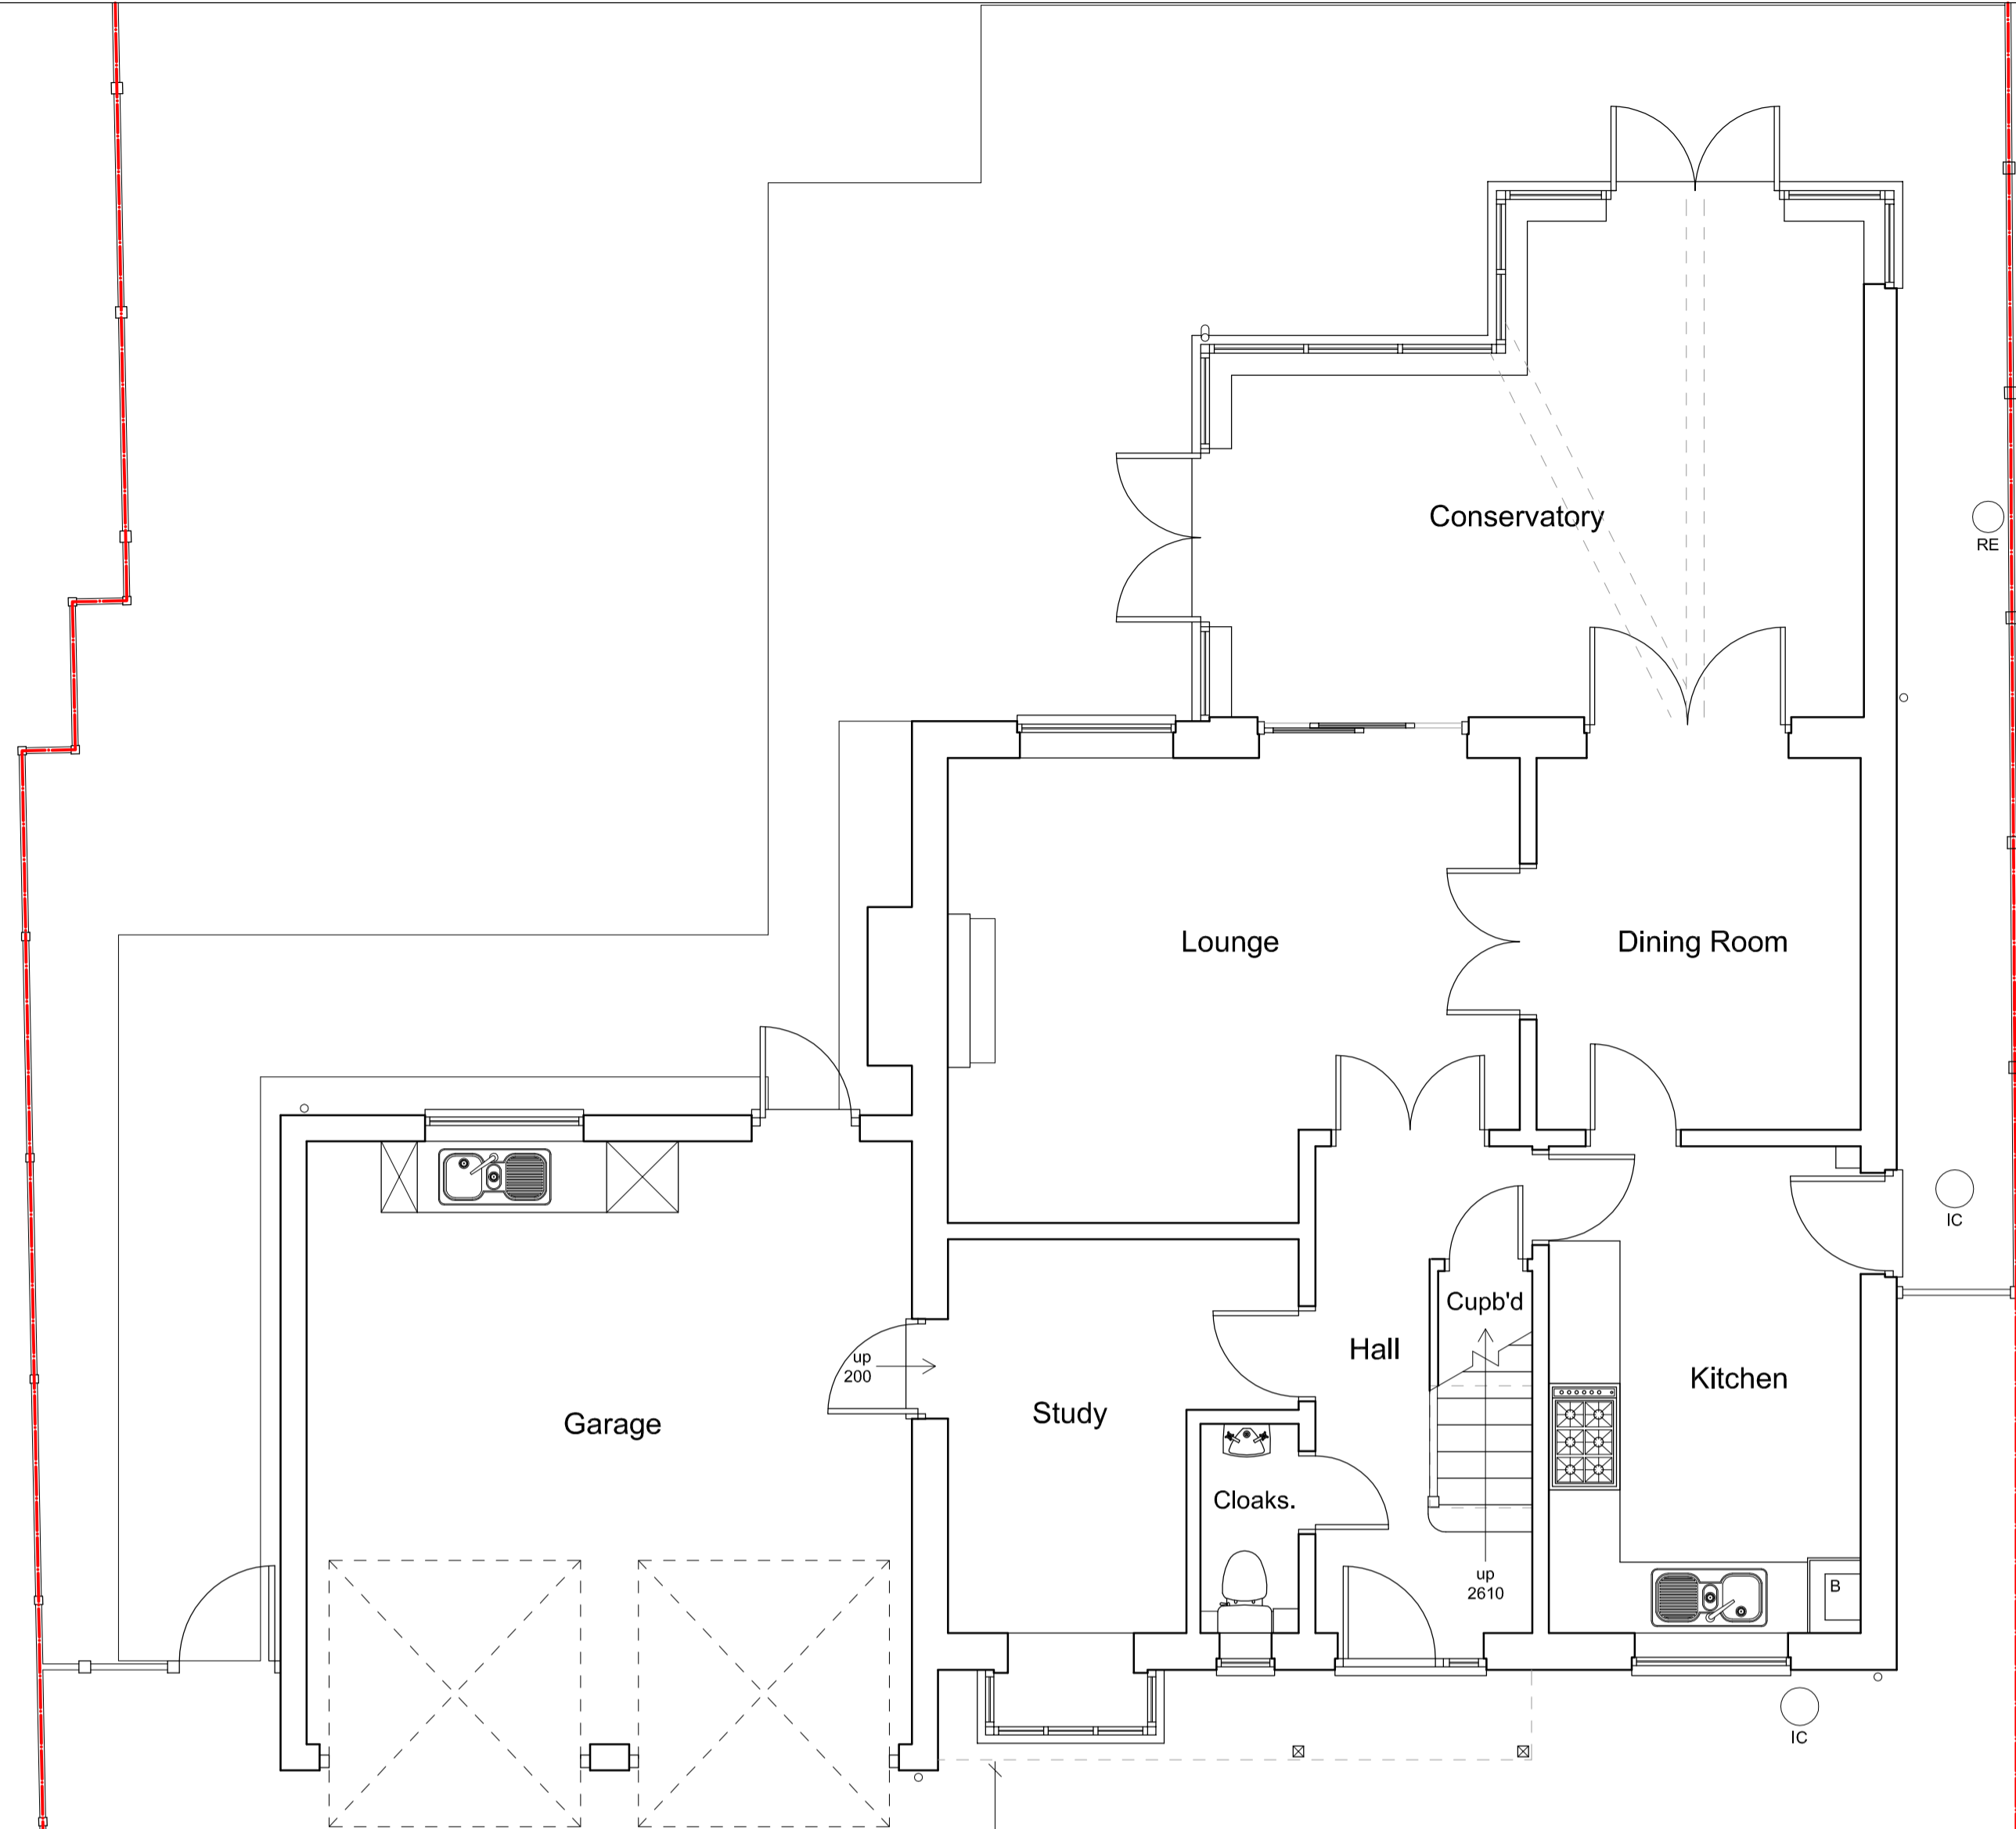 Conservatory
RE
Lounge
Dining Room
IC
Cupb'd
Hall
up
200
Kitchen
Study
Garage
Cloaks.
up
2610
B
IC